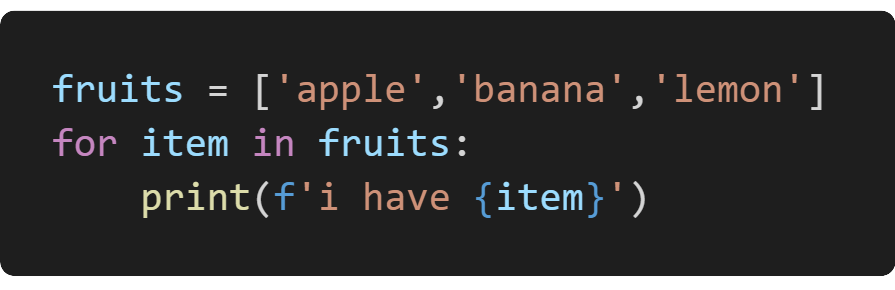 fruits = ['apple','banana','lemon']
for item in fruits:
    print(f'i have {item}')